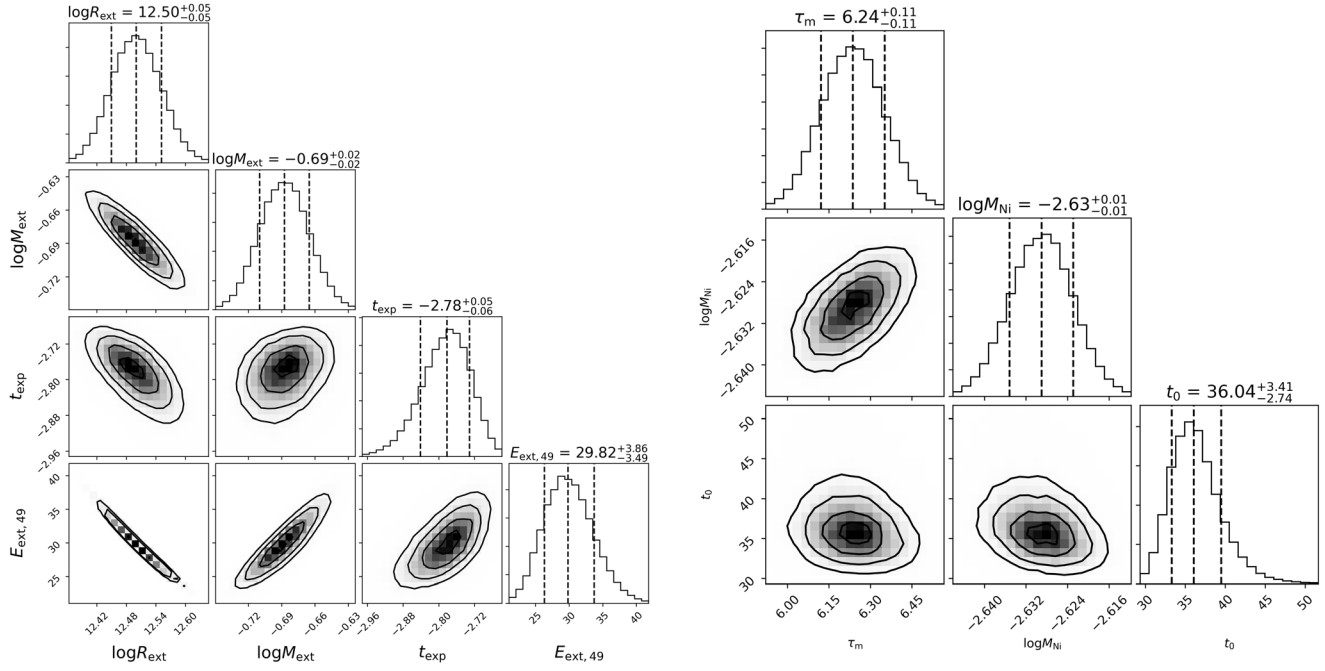 logR_ext = 12.50^{+0.05}_{-0.05}
logM_ext = −0.69^{+0.02}_{-0.02}
t_exp = −2.78^{+0.05}_{-0.06}
E_ext, 49 = 29.82^{+3.86}_{-3.49}
logM_ext
−0.63
−0.66
−0.69
−0.72
t_exp
−2.72
−2.80
−2.88
−2.96
E_ext, 49
40
35
30
25
12.42
12.48
12.54
12.60
logR_ext
−0.72
−0.69
−0.66
−0.63
logM_ext
−2.96
−2.88
−2.80
−2.72
t_exp
25
30
35
40
E_ext, 49
τ_m = 6.24^{+0.11}_{-0.11}
logM_Ni = −2.63^{+0.01}_{-0.01}
t_0 = 36.04^{+3.41}_{-2.74}
logM_Ni
−2.616
−2.624
−2.632
−2.640
t_0
50
45
40
35
30
6.00
6.15
6.30
6.45
τ_m
−2.640
−2.632
−2.624
−2.616
logM_Ni
30
35
40
45
50
t_0